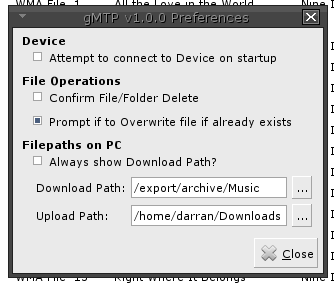 WMA File 1 All the Love in the World Nine I
gMTP v1.0.0 Preferences
Device
Attempt to connect to Device on startup
File Operations
Confirm File/Folder Delete
Prompt if to Overwrite file if already exists
Filepaths on PC
Always show Download Path?
Download Path: /export/archive/Music ...
Upload Path: /home/darran/Downloads ...
Close
WMA File 13 Right Where It Belongs Nine I